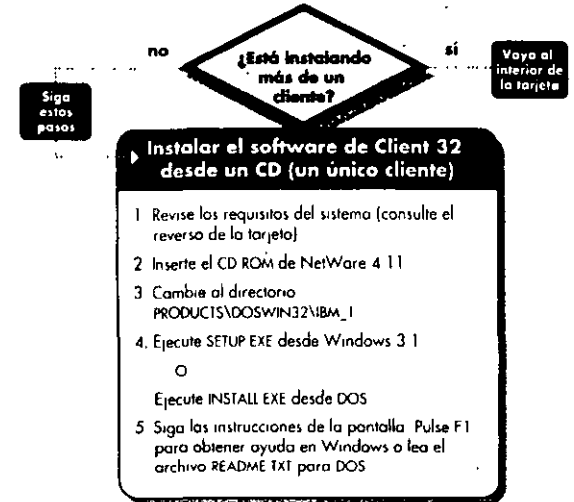 ¿Está instalando
más de un
cliente?
no
sí
Siga
estos
pasos
Vaya al
interior de
la tarjeta
Instalar el software de Client 32
desde un CD (un único cliente)
1 Revise los requisitos del sistema (consulte el
reverso de la tarjeta)
2 Inserte el CD ROM de NetWare 4 11
3 Cambie al directorio
PRODUCTS\DOSWIN32\IBM_1
4. Ejecute SETUP EXE desde Windows 3 1
O
Ejecute INSTALL EXE desde DOS
5 Siga las instrucciones de la pantalla Pulse F1
para obtener ayuda en Windows o lea el
archivo README TXT para DOS